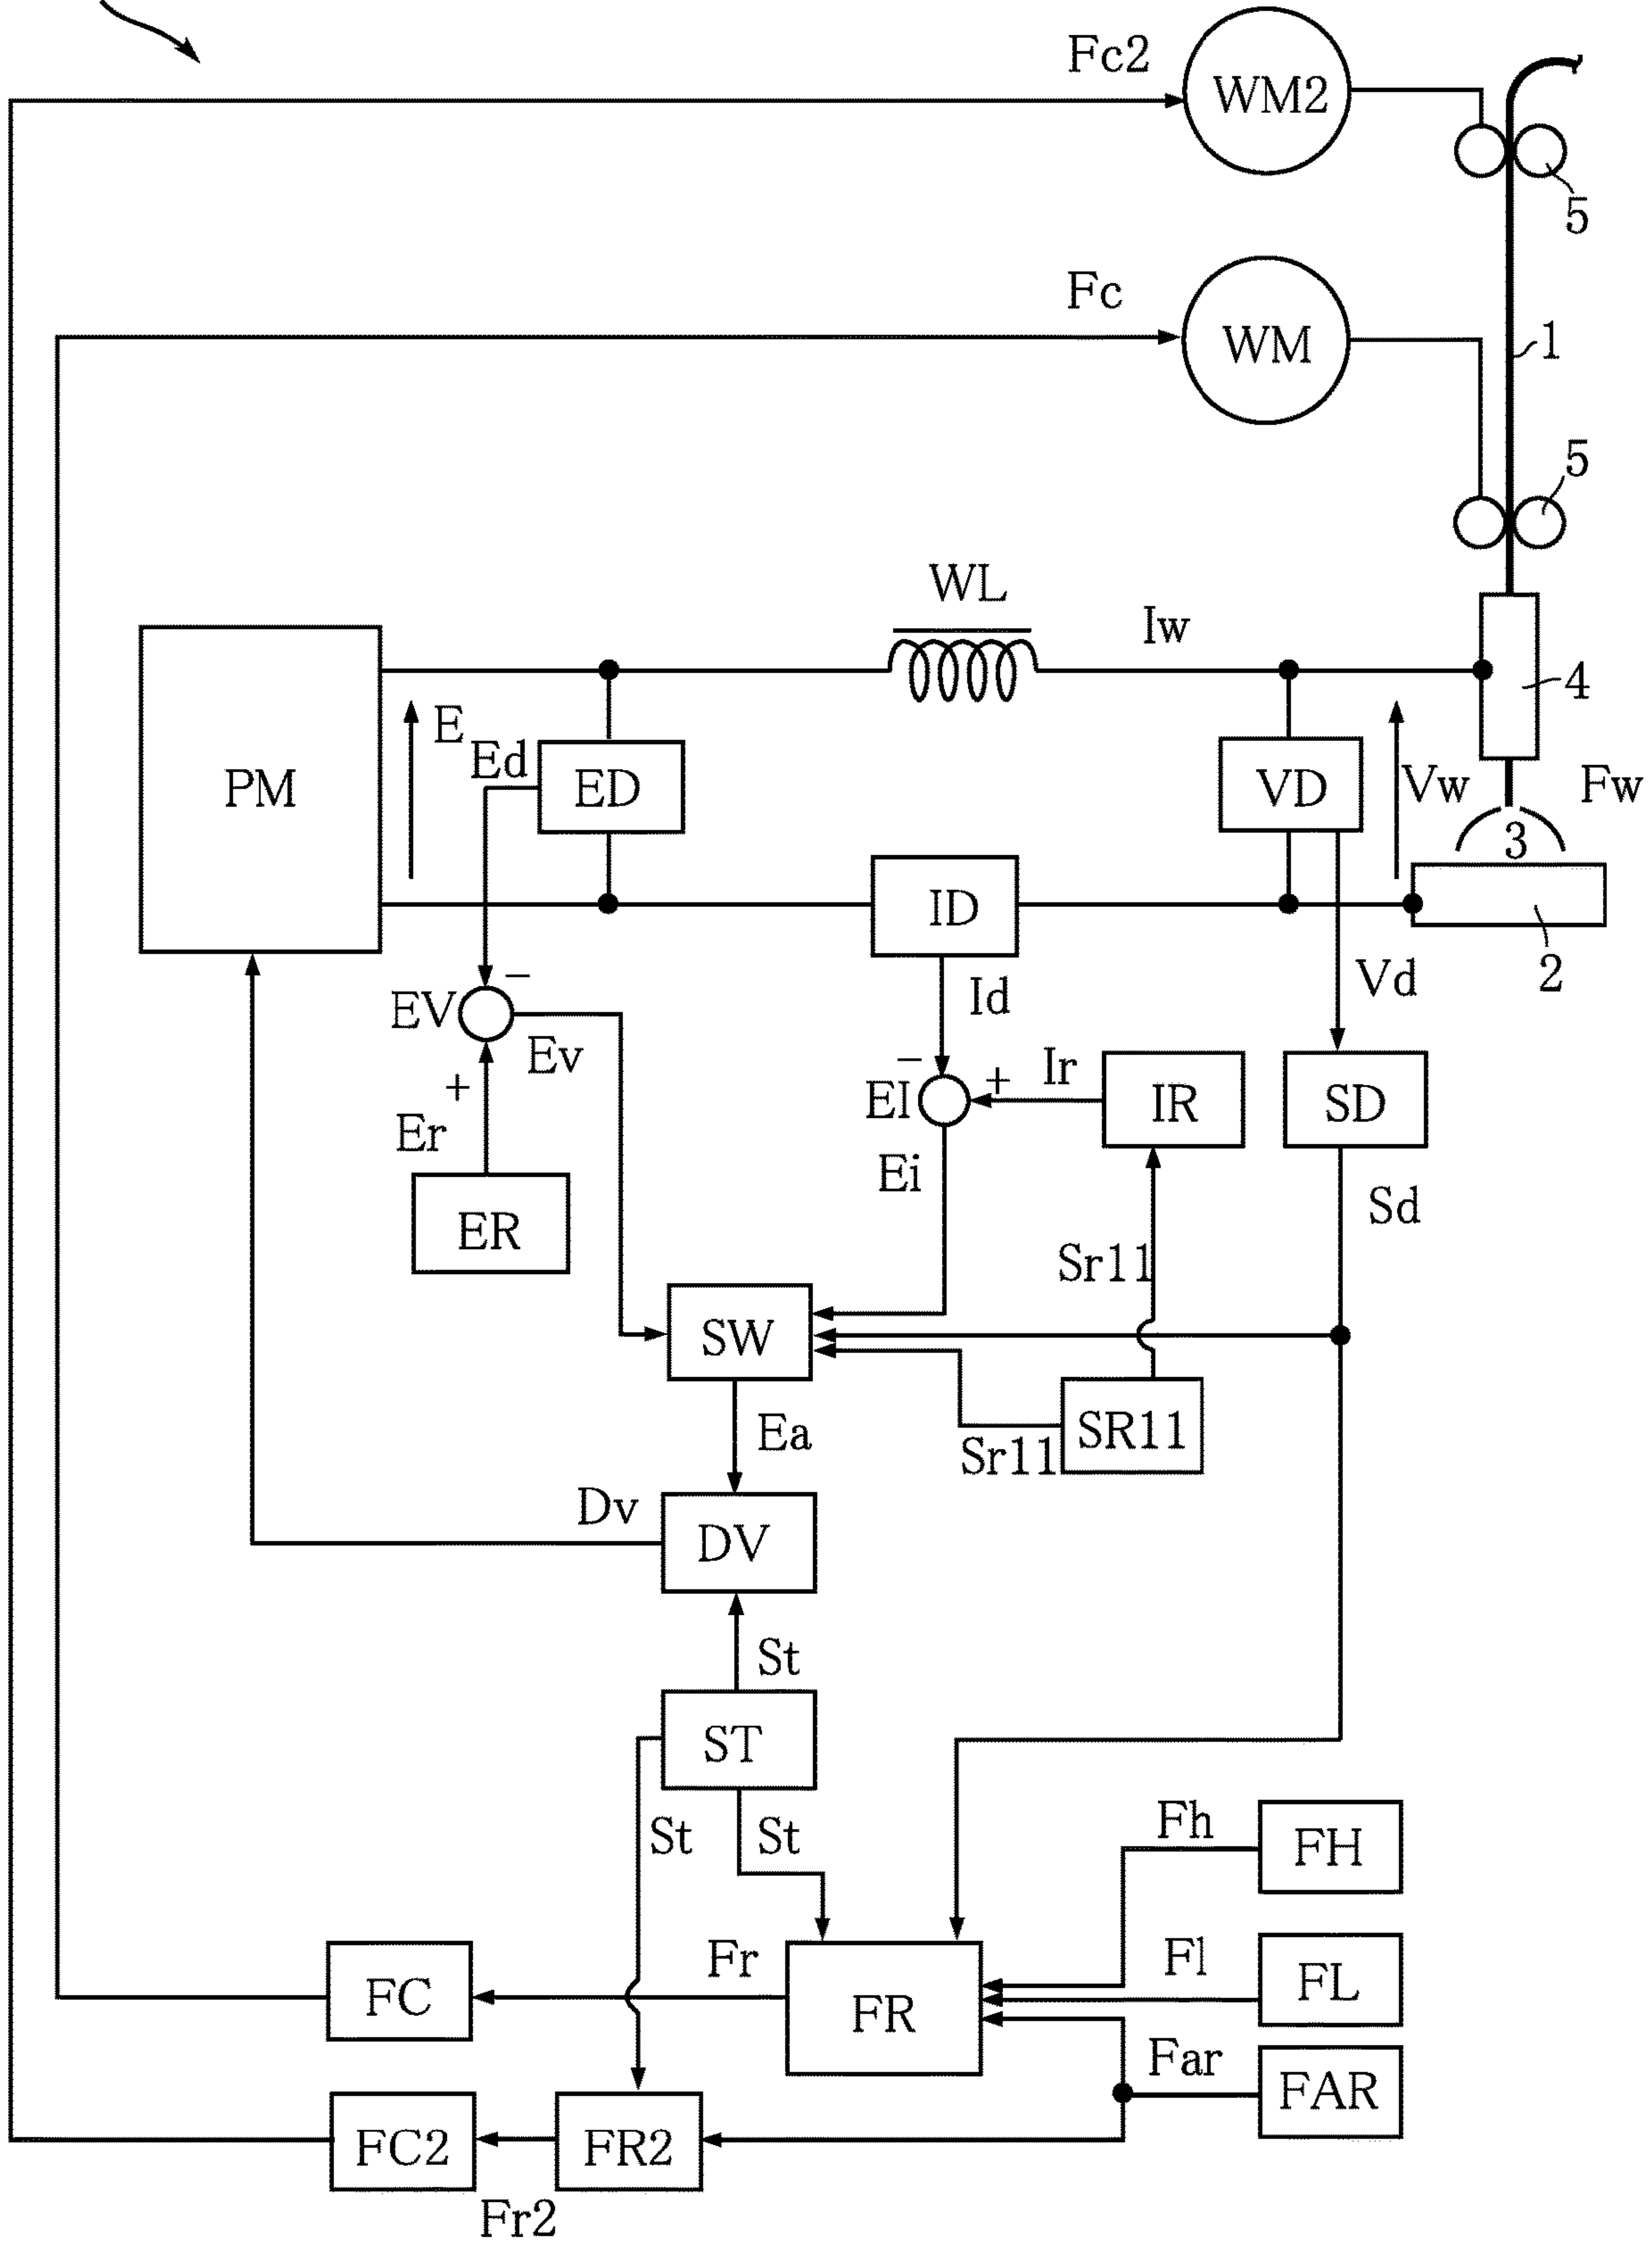 Fc2
WM2
5
Fc
WM
1
5
WL
Iw
4
E
Ed
PM
ED
VD
Vw
Fw
3
ID
2
−
Id
Vd
EV
Ev
+
Er
−
EI
+
Ir
IR
SD
Ei
ER
Sd
Sr11
SW
Ea
Sr11
SR11
Dv
DV
St
ST
St
St
Fh
FH
Fr
Fl
FL
FC
FR
Far
FAR
FC2
FR2
Fr2